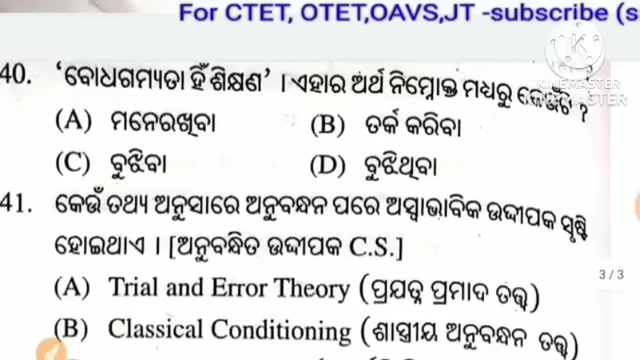 For CTET, OTET,OAVS,JT -subscribe (s
KINEMASTER
40. ‘ବୋଧଗମ୍ୟତା ହିଁ ଶିକ୍ଷଣ’ । ଏହାର ଅର୍ଥ ନିମ୍ନୋକ୍ତ ମଧ୍ୟରୁ କେଉଁଟି ?
(A) ମନେରଖିବା (B) ତର୍କ କରିବା
(C) ବୁଝିବା (D) ବୁଝିଥିବା
41. କେଉଁ ତଥ୍ୟ ଅନୁସାରେ ଅନୁବନ୍ଧନ ପରେ ଅସ୍ୱାଭାବିକ ଉଦ୍ଦୀପକ ସୃଷ୍ଟି
ହୋଇଥାଏ । [ଅନୁବନ୍ଧିତ ଉଦ୍ଦୀପକ C.S.]
3/3
(A) Trial and Error Theory (ପ୍ରଯତ୍ନ ପ୍ରମାଦ ତତ୍ତ୍ୱ)
(B) Classical Conditioning (ଶାସ୍ତ୍ରୀୟ ଅନୁବନ୍ଧନ ତତ୍ତ୍ୱ)